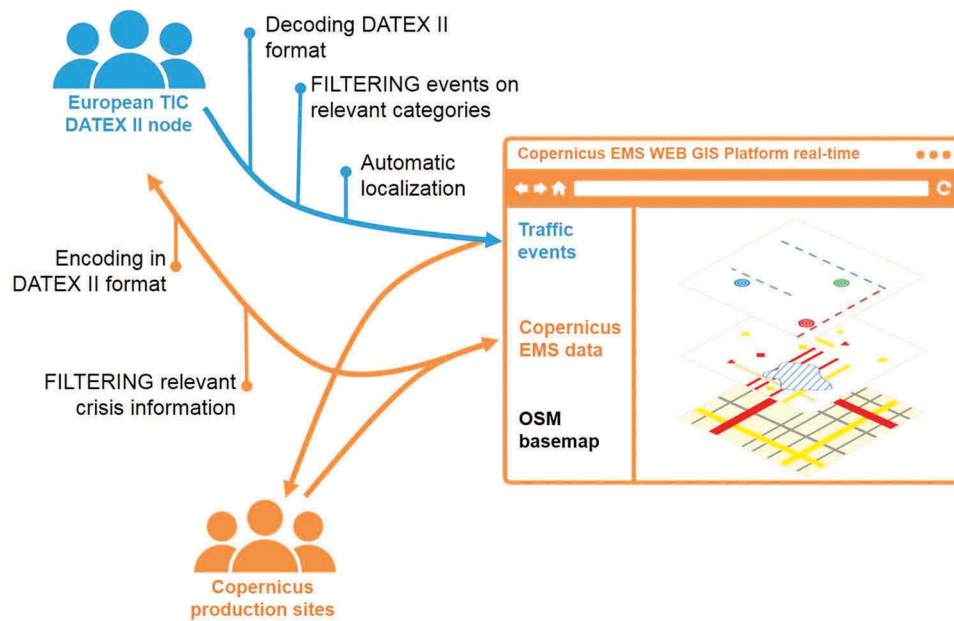 Decoding DATEX II
format
FILTERING events on
relevant categories
European TIC
DATEX II node
Automatic
localization
Copernicus EMS WEB GIS Platform real-time
Traffic
events
Encoding in
DATEX II format
Copernicus
EMS data
FILTERING relevant
crisis information
OSM
basemap
Copernicus
production sites